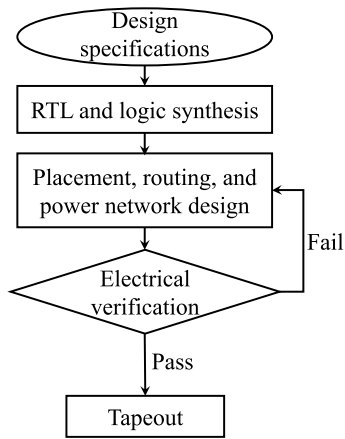 Design
specifications
RTL and logic synthesis
Placement, routing, and
power network design
Fail
Electrical
verification
Pass
Tapeout